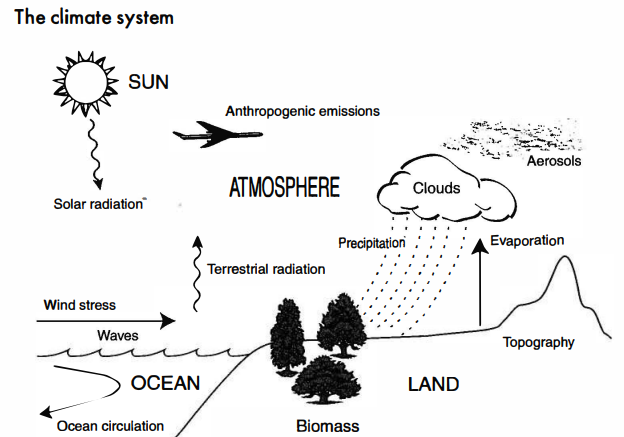 The climate system
SUN
Anthropogenic emissions
Aerosols
ATMOSPHERE
Clouds
Solar radiation
Precipitation
Evaporation
Terrestrial radiation
Wind stress
Waves
Topography
OCEAN
LAND
Ocean circulation
Biomass